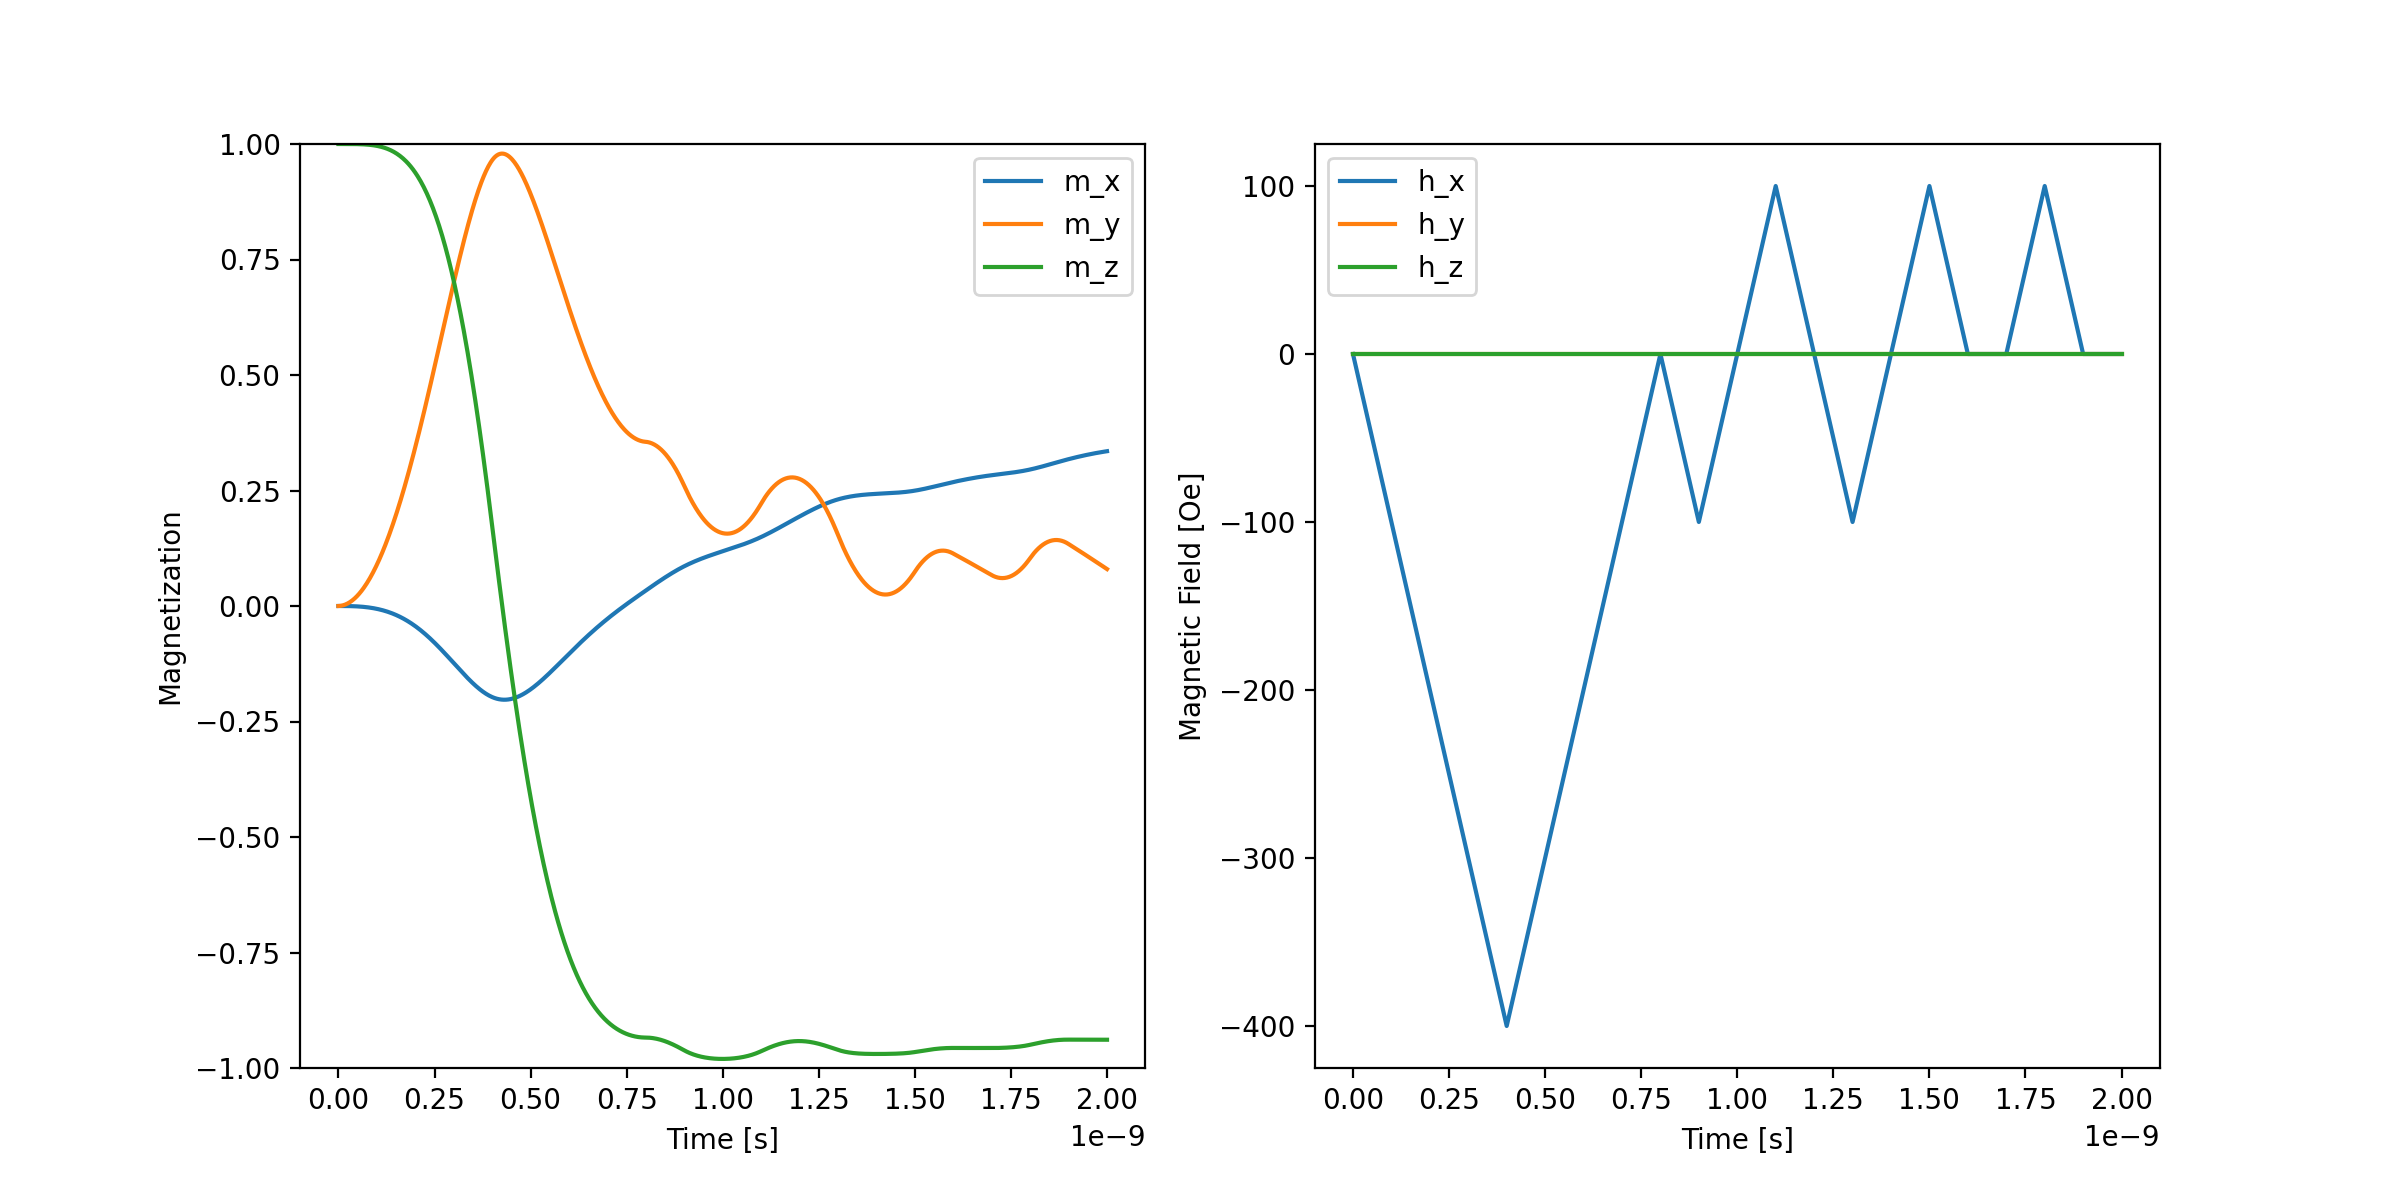 1.00
0.75
0.50
0.25
0.00
−0.25
−0.50
−0.75
−1.00
Magnetization
m_x
m_y
m_z
0.00 0.25 0.50 0.75 1.00 1.25 1.50 1.75 2.00
Time [s]
1e−9
100
0
−100
−200
−300
−400
Magnetic Field [Oe]
h_x
h_y
h_z
0.00 0.25 0.50 0.75 1.00 1.25 1.50 1.75 2.00
Time [s]
1e−9